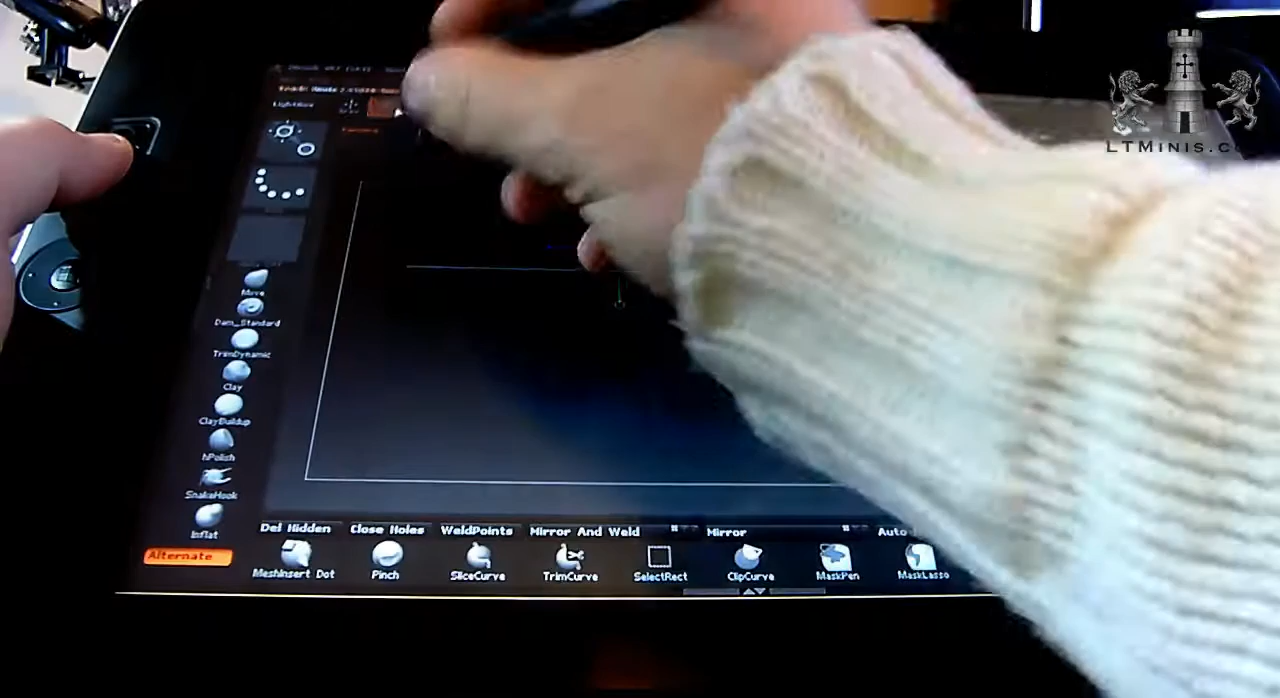 LTMinis.c
LightBox
Move
Dam_Standard
TrimDynamic
Clay
ClayBuildup
hPolish
SnakeHook
Inflat
Alternate
Del Hidden Close Holes WeldPoints Mirror And Weld Mirror Auto
MeshInsert Dot Pinch SliceCurve TrimCurve SelectRect ClipCurve MaskPen MaskLasso